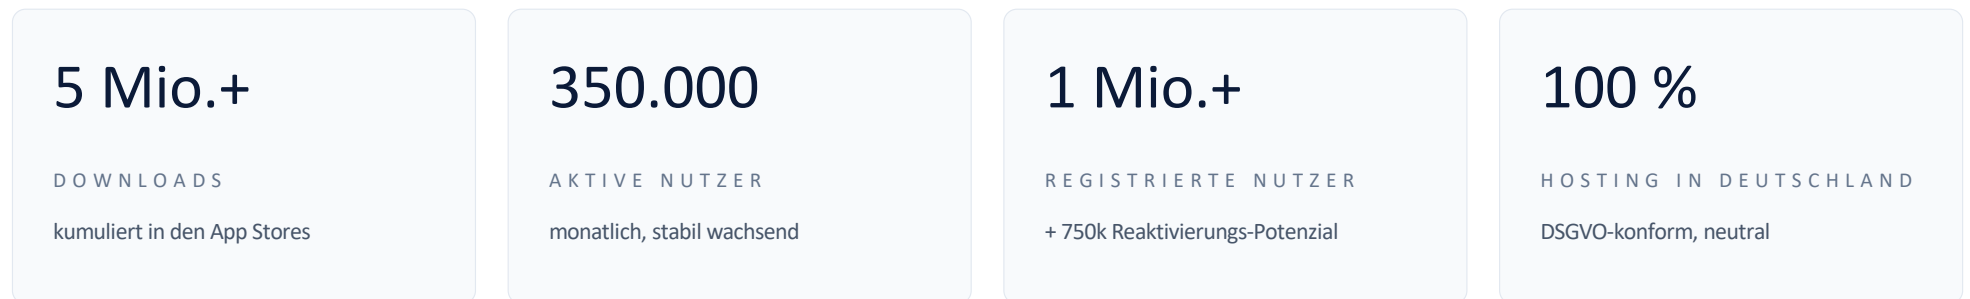 5 Mio.+
DOWNLOADS
kumuliert in den App Stores
350.000
AKTIVE NUTZER
monatlich, stabil wachsend
1 Mio.+
REGISTRIERTE NUTZER
+ 750k Reaktivierungs-Potenzial
100 %
HOSTING IN DEUTSCHLAND
DSGVO-konform, neutral